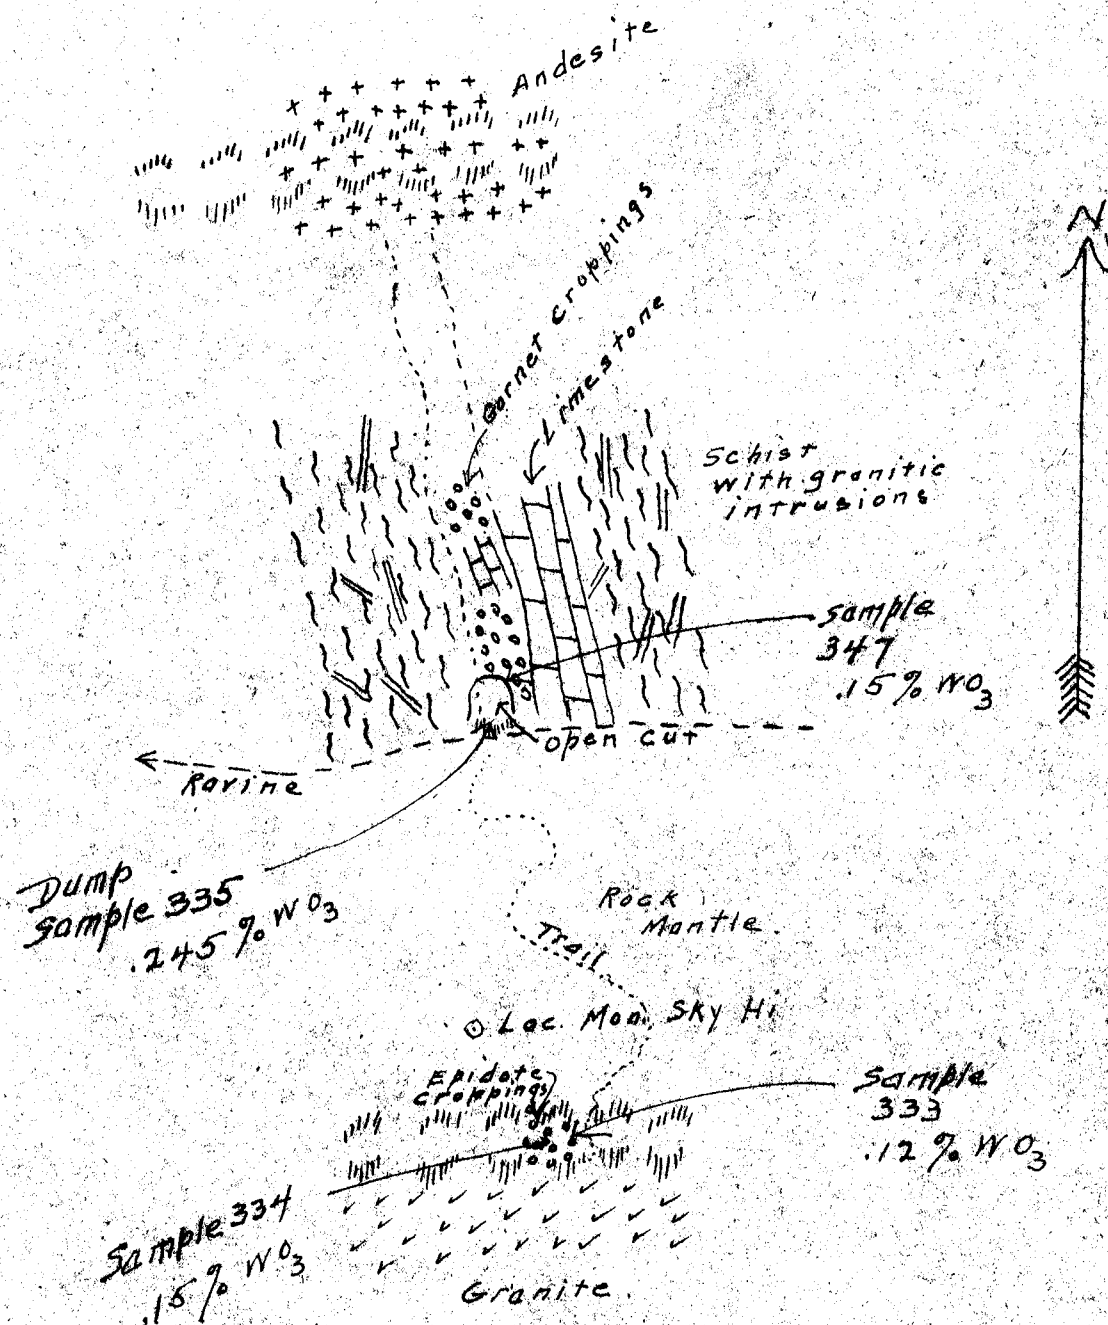 Andesite
N
Garnet croppings
Limestone
Schist
with granitic
intrusions
Sample
347
.15% WO3
open cut
Ravine
Dump
Sample 335
.245% WO3
Rock
Mantle.
Trail
Loc. Mon. Sky Hi
Epidote
croppings
Sample
333
.12% WO3
Sample 334
.15% WO3
Granite.